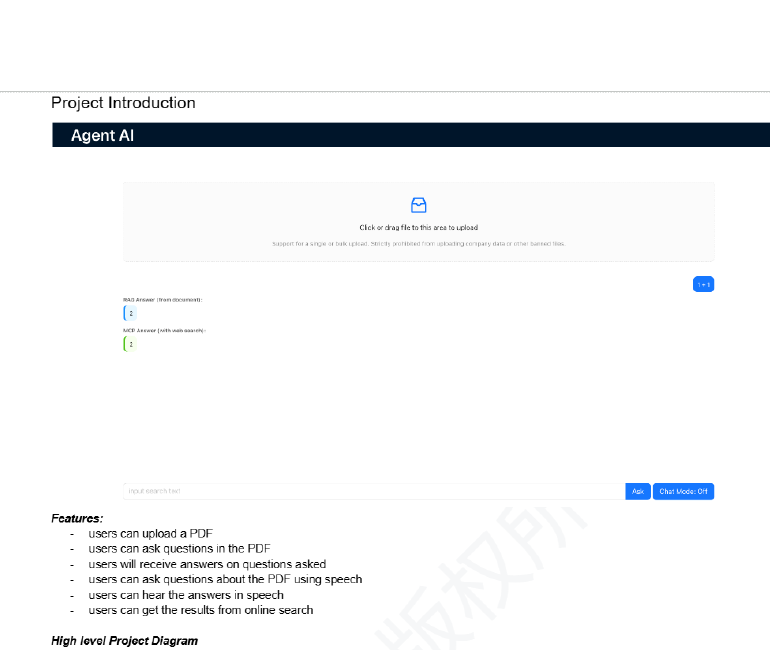 Project Introduction
Agent AI
Click or drag file to this area to upload
Support for a single or bulk upload. Strictly prohibited from uploading company data or other banned files.
1 + 1
RAG Answer (from document):
2
MCP Answer (with web search):
2
Input search text
Ask
Chat Mode: Off
Features:
- users can upload a PDF
- users can ask questions in the PDF
- users will receive answers on questions asked
- users can ask questions about the PDF using speech
- users can hear the answers in speech
- users can get the results from online search
High level Project Diagram
版权所